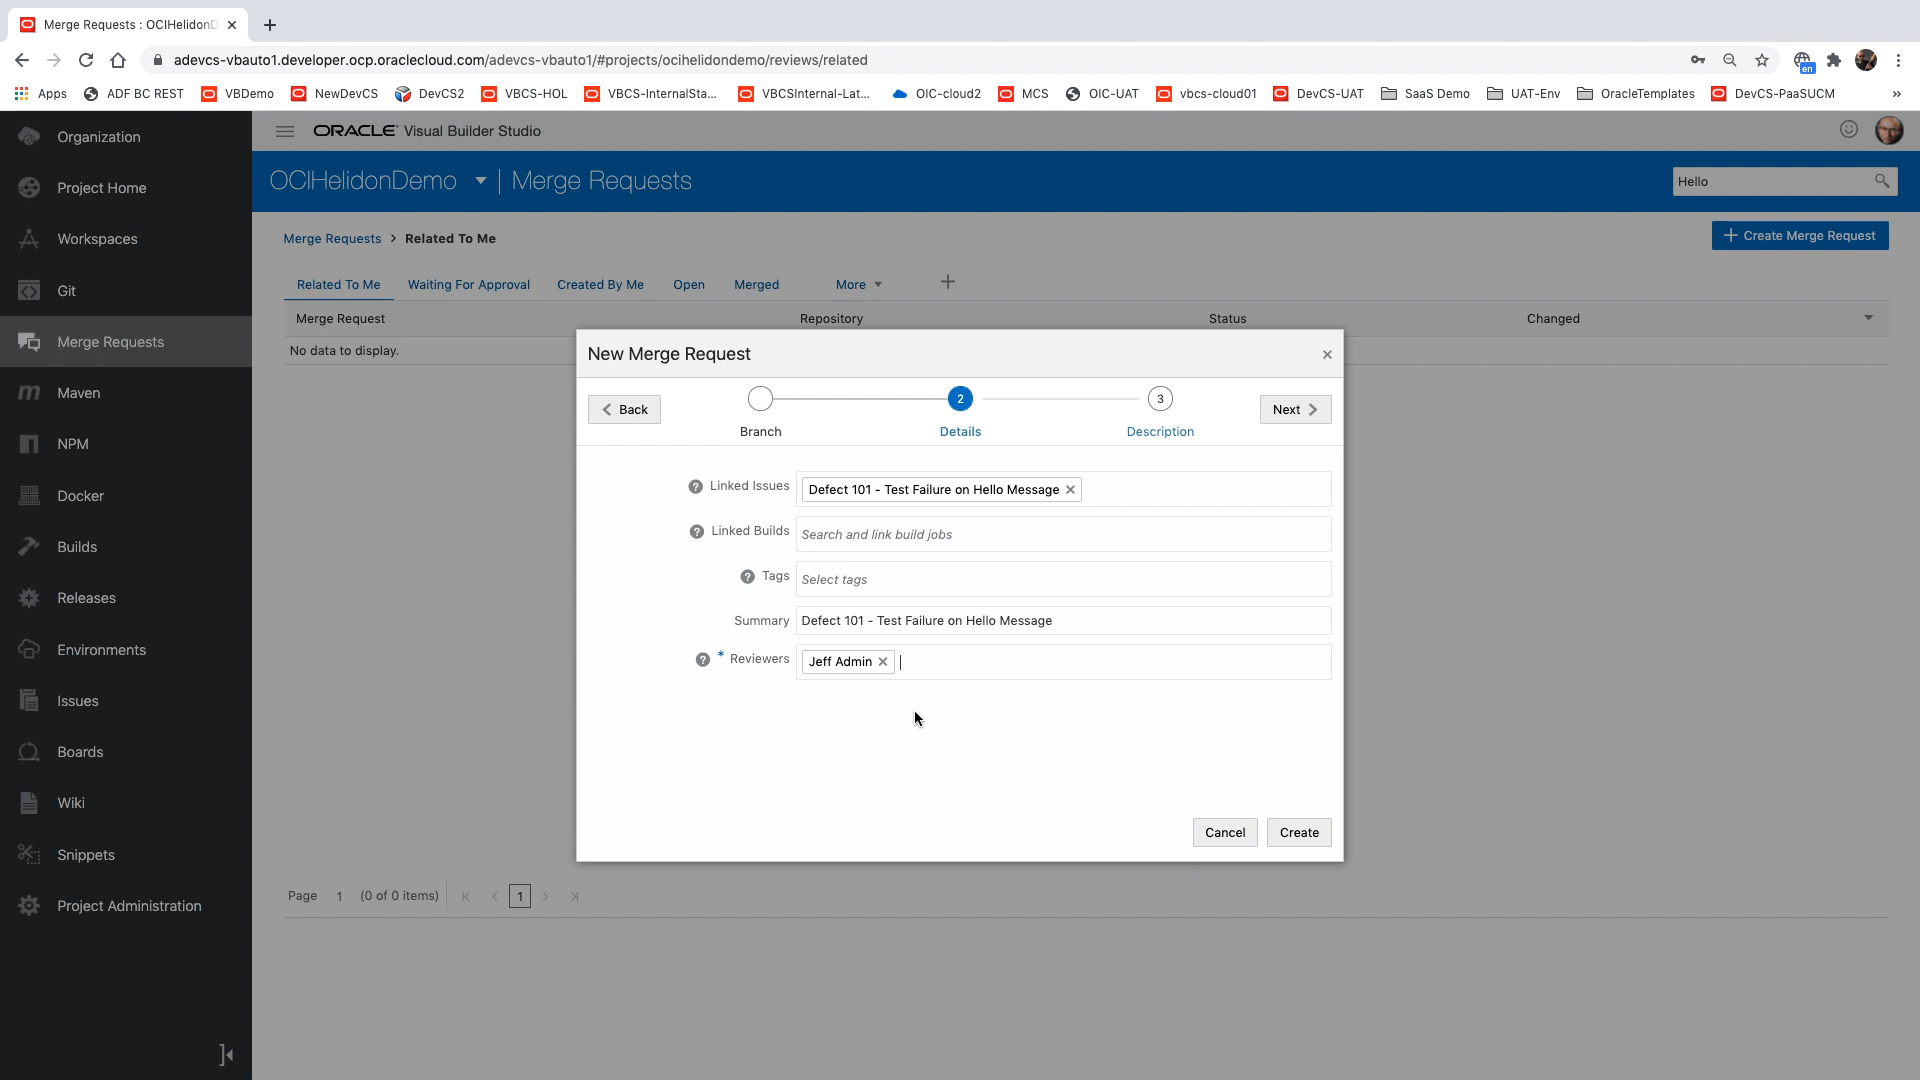 Merge Requests : OCIHelidonD
adevcs-vbauto1.developer.ocp.oraclecloud.com/adevcs-vbauto1/#projects/ocihelidondemo/reviews/related
en
Apps ADF BC REST VBDemo NewDevCS DevCS2 VBCS-HOL VBCS-InternalSta... VBCSInternal-Lat... OIC-cloud2 MCS OIC-UAT vbcs-cloud01 DevCS-UAT SaaS Demo UAT-Env OracleTemplates DevCS-PaaSUCM »
Organization
Project Home
Workspaces
Git
Merge Requests
Maven
NPM
Docker
Builds
Releases
Environments
Issues
Boards
Wiki
Snippets
Project Administration
ORACLE Visual Builder Studio
OCIHelidonDemo | Merge Requests
Hello
Merge Requests > Related To Me
+ Create Merge Request
Related To Me Waiting For Approval Created By Me Open Merged More +
Merge Request Repository Status Changed
No data to display.
New Merge Request ×
Back
2
3
Next
Branch Details Description
? Linked Issues Defect 101 - Test Failure on Hello Message ×
? Linked Builds Search and link build jobs
? Tags Select tags
Summary Defect 101 - Test Failure on Hello Message
? * Reviewers Jeff Admin ×
Cancel Create
Page 1 (0 of 0 items) 1